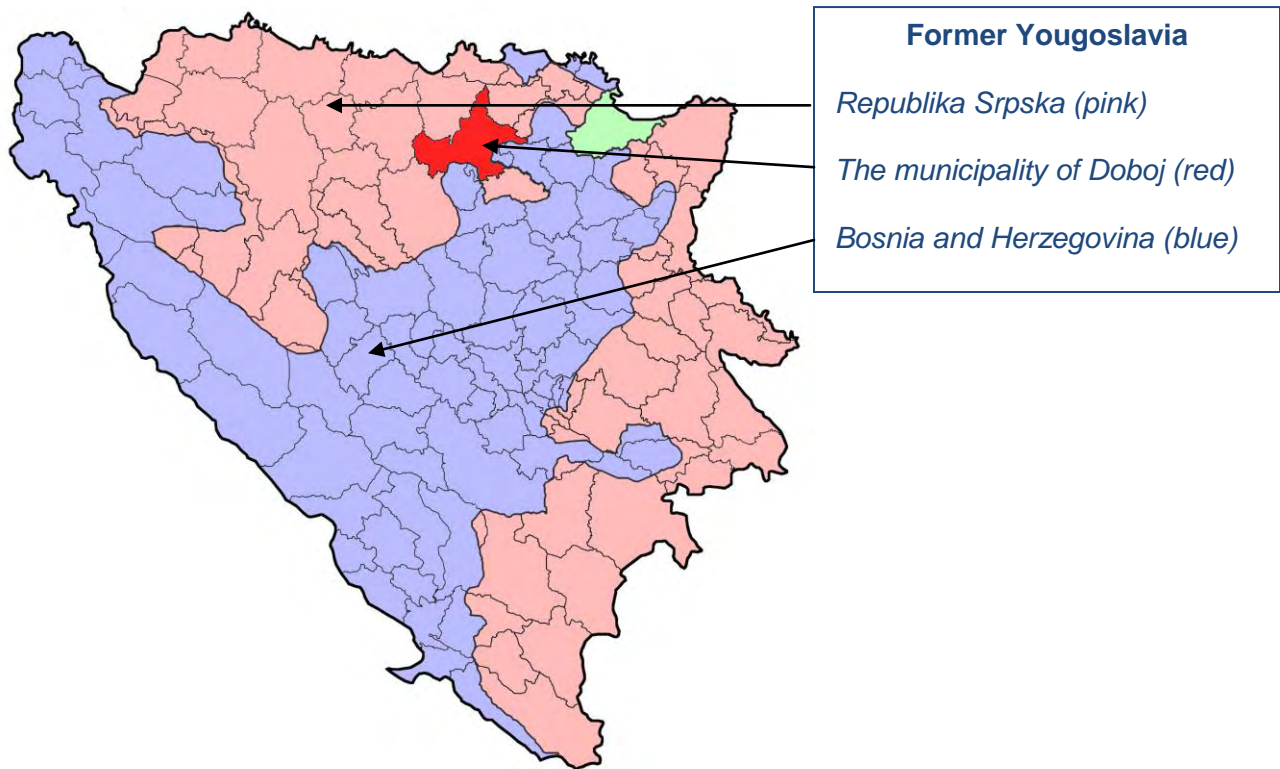 Former Yougoslavia
Republika Srpska (pink)
The municipality of Doboj (red)
Bosnia and Herzegovina (blue)